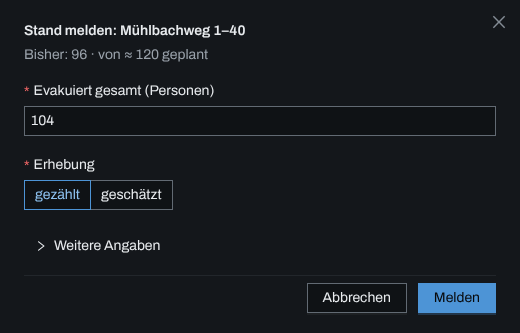 Stand melden: Mühlbachweg 1–40
Bisher: 96 · von ≈ 120 geplant
* Evakuiert gesamt (Personen)
104
* Erhebung
gezählt geschätzt
Weitere Angaben
Abbrechen Melden